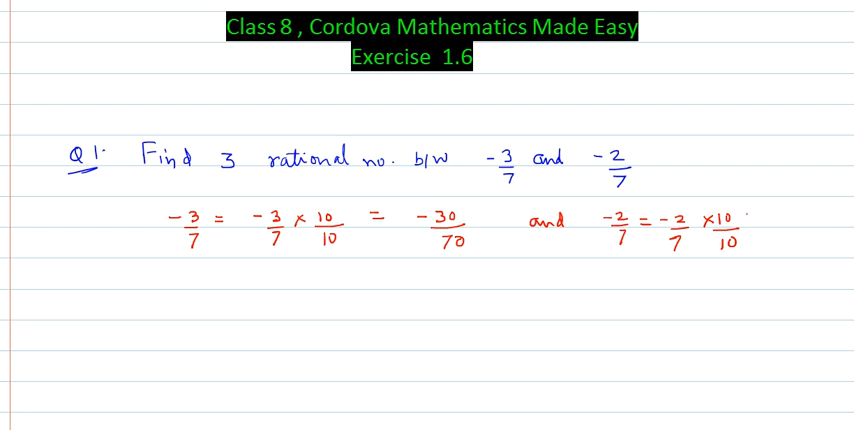 Class 8 , Cordova Mathematics Made Easy
Exercise 1.6
Q 1. Find 3 rational no. b/w -3/7 and -2/7
-3/7 = -3/7 × 10/10 = -30/70 and -2/7 = -2/7 × 10/10